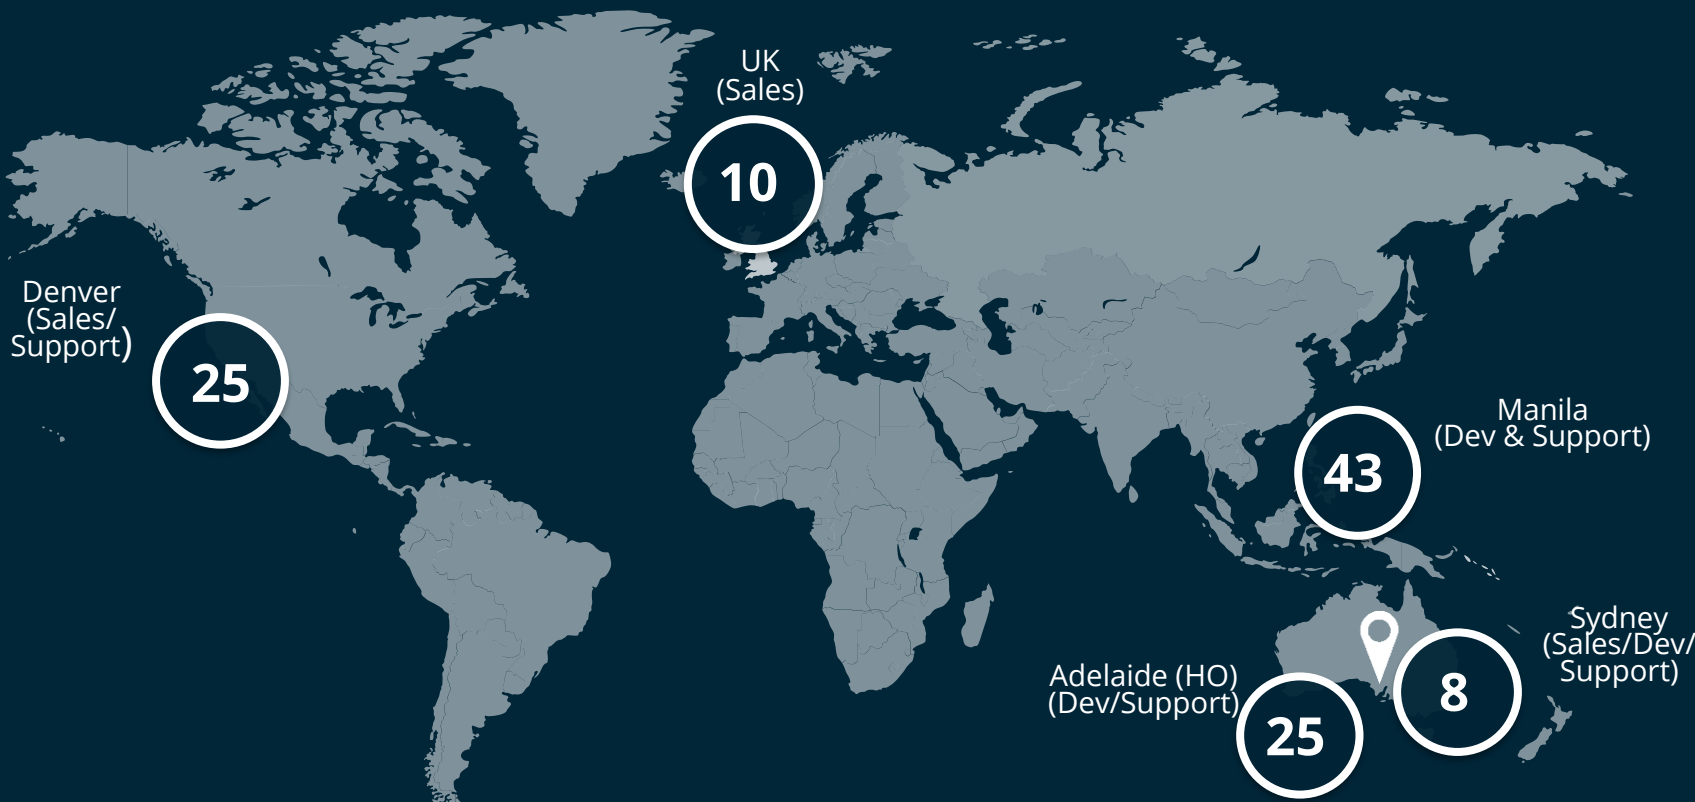 UK
(Sales)
10
Denver
(Sales/
Support)
25
Manila
(Dev & Support)
43
Sydney
(Sales/Dev/
Support)
8
Adelaide (HO)
(Dev/Support)
25